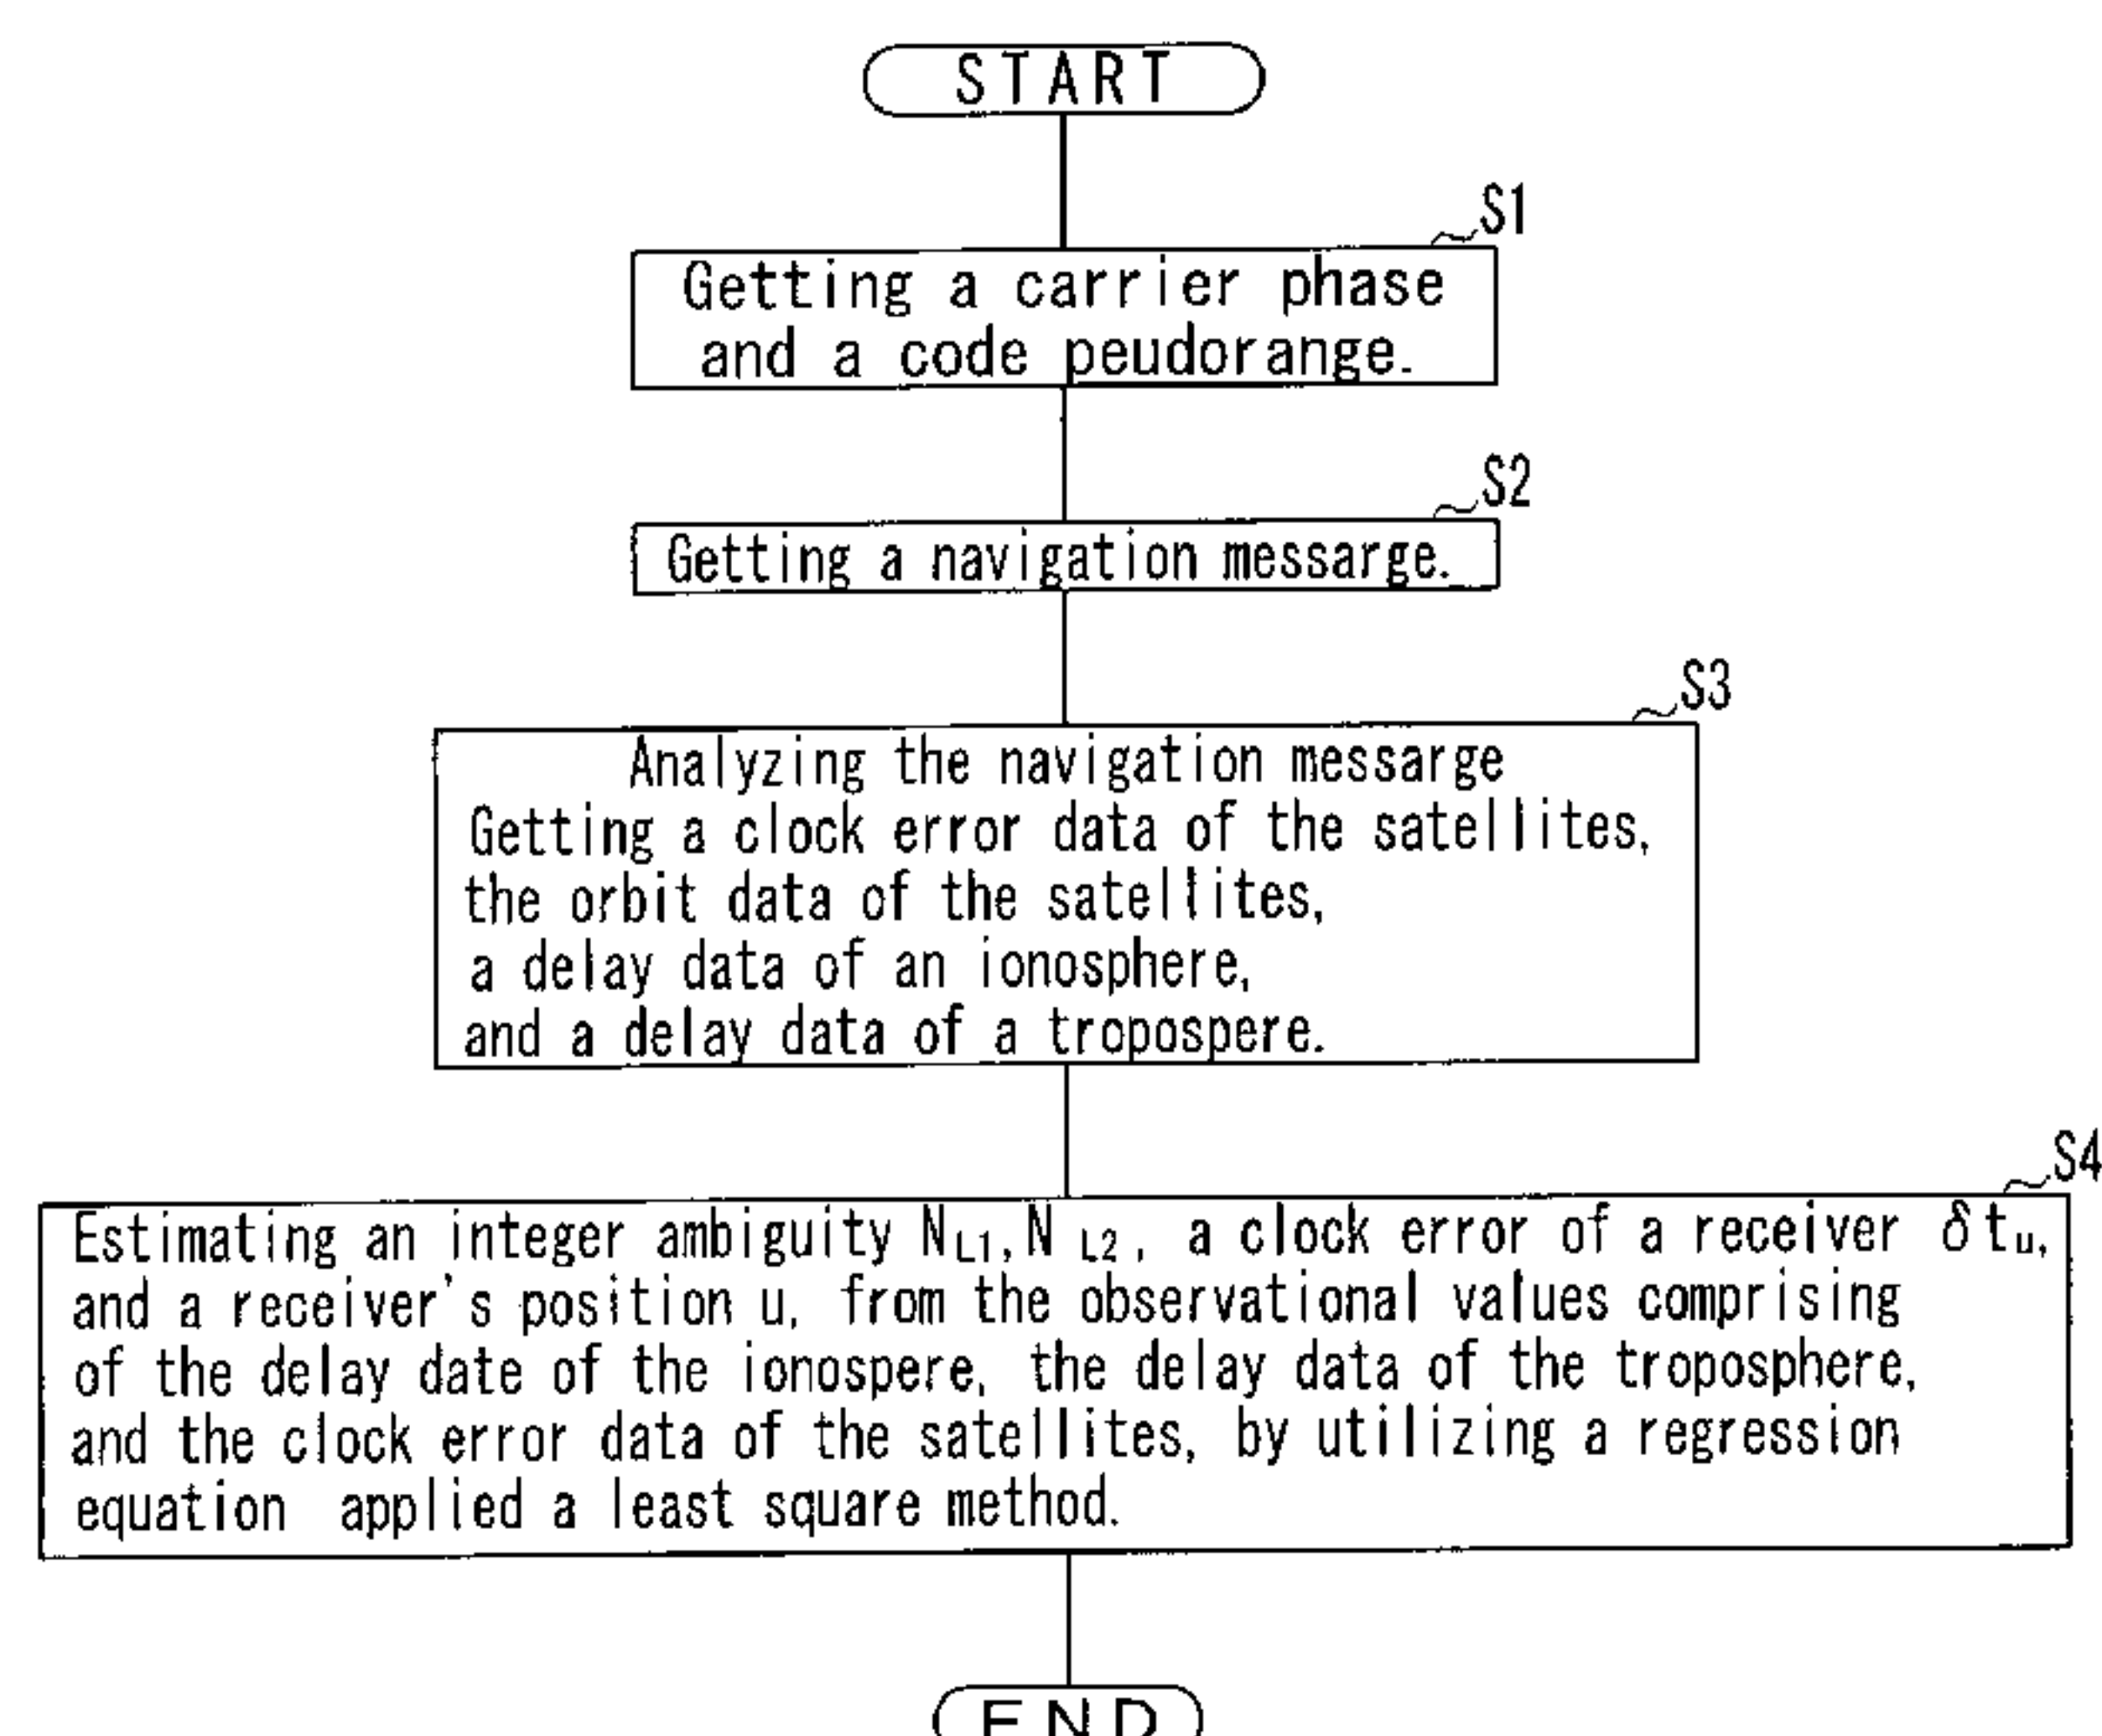 START
S1
Getting a carrier phase
and a code peudorange.
S2
Getting a navigation messarge.
S3
Analyzing the navigation messarge
Getting a clock error data of the satellites,
the orbit data of the satellites,
a delay data of an ionosphere,
and a delay data of a tropospere.
S4
Estimating an integer ambiguity N_L1, N_L2, a clock error of a receiver δt_u,
and a receiver's position u, from the observational values comprising
of the delay date of the ionospere, the delay data of the troposphere,
and the clock error data of the satellites, by utilizing a regression
equation applied a least square method.
END